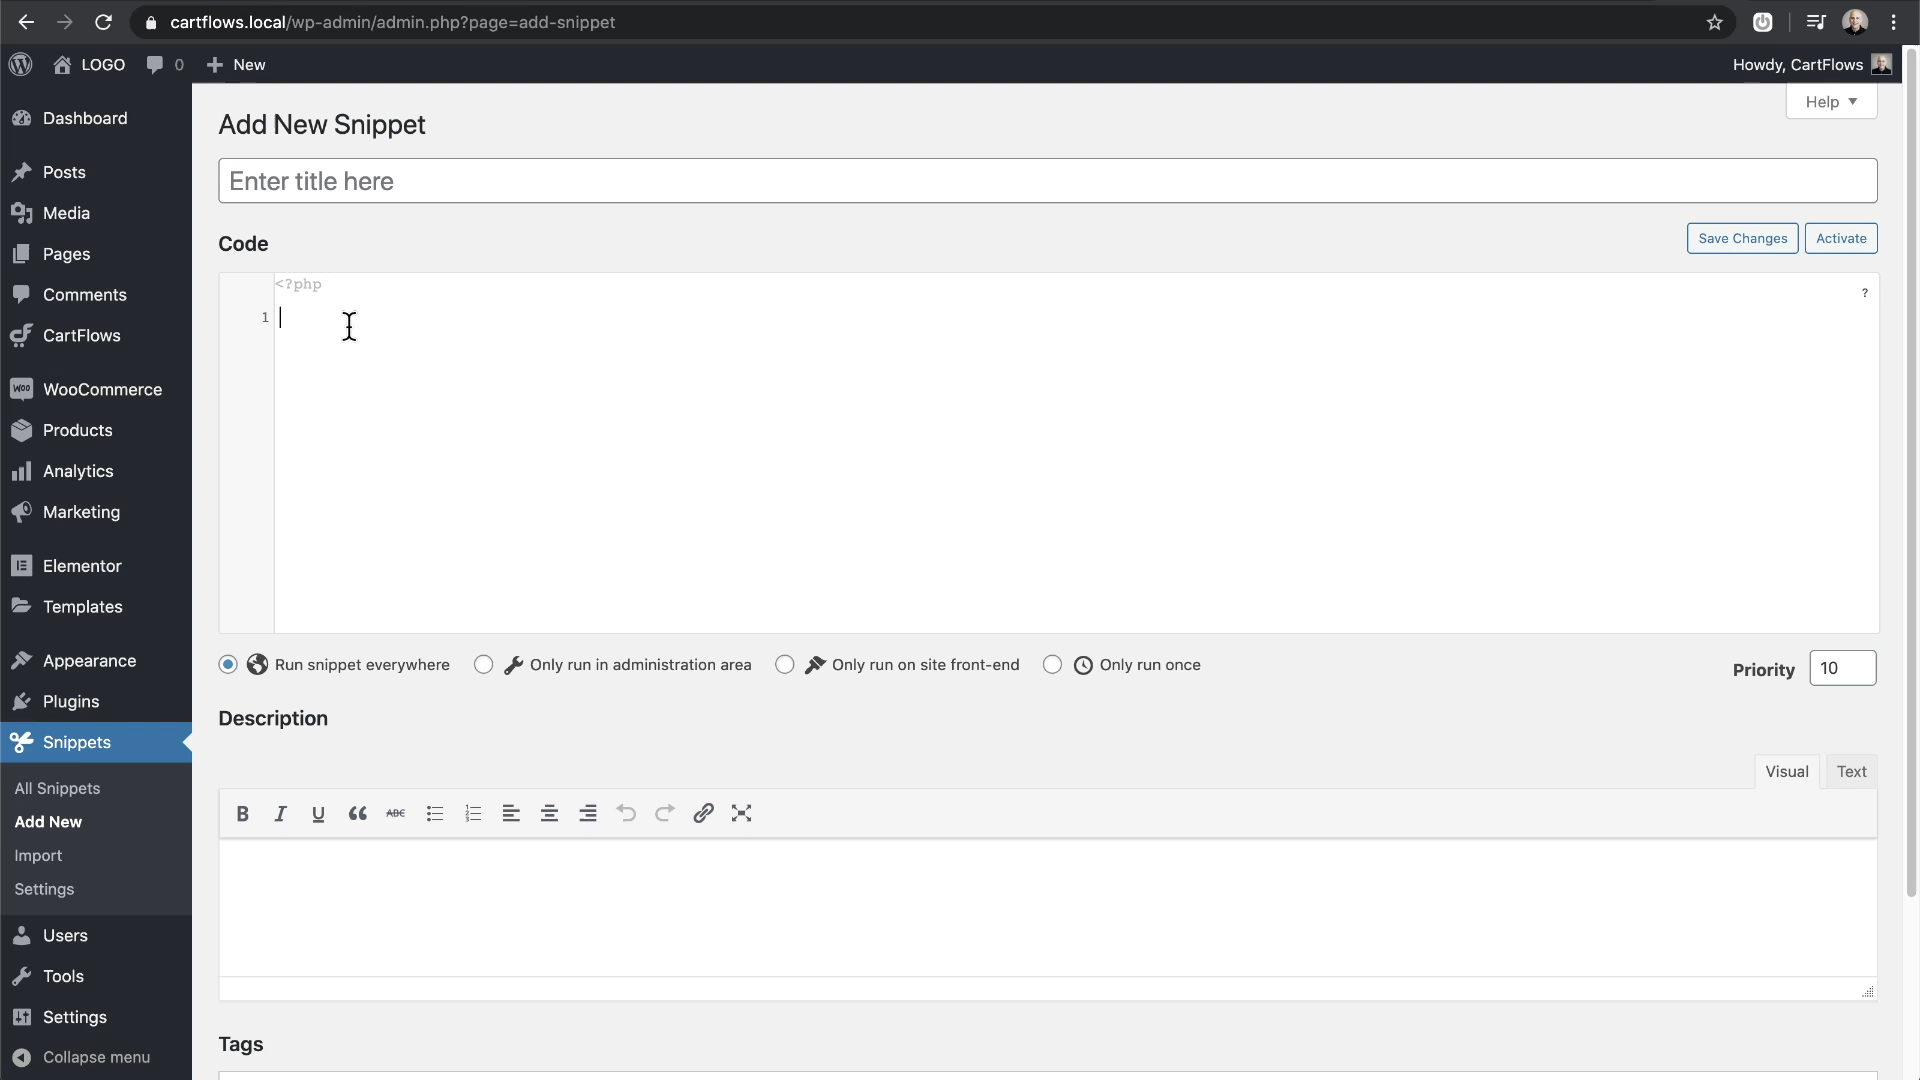 cartflows.local/wp-admin/admin.php?page=add-snippet
LOGO
0
New
Howdy, CartFlows
Help
Dashboard
Posts
Media
Pages
Comments
CartFlows
WooCommerce
Products
Analytics
Marketing
Elementor
Templates
Appearance
Plugins
Snippets
All Snippets
Add New
Import
Settings
Users
Tools
Settings
Collapse menu
Add New Snippet
Enter title here
Code
Save Changes
Activate
<?php
?
1
Run snippet everywhere
Only run in administration area
Only run on site front-end
Only run once
Priority
10
Description
Visual
Text
B
I
U
ABC
Tags